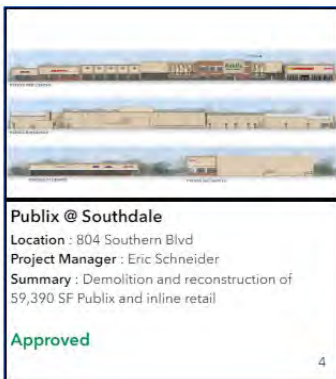 Publix @ Southdale
Location : 804 Southern Blvd
Project Manager : Eric Schneider
Summary : Demolition and reconstruction of
59,390 SF Publix and inline retail
Approved
4